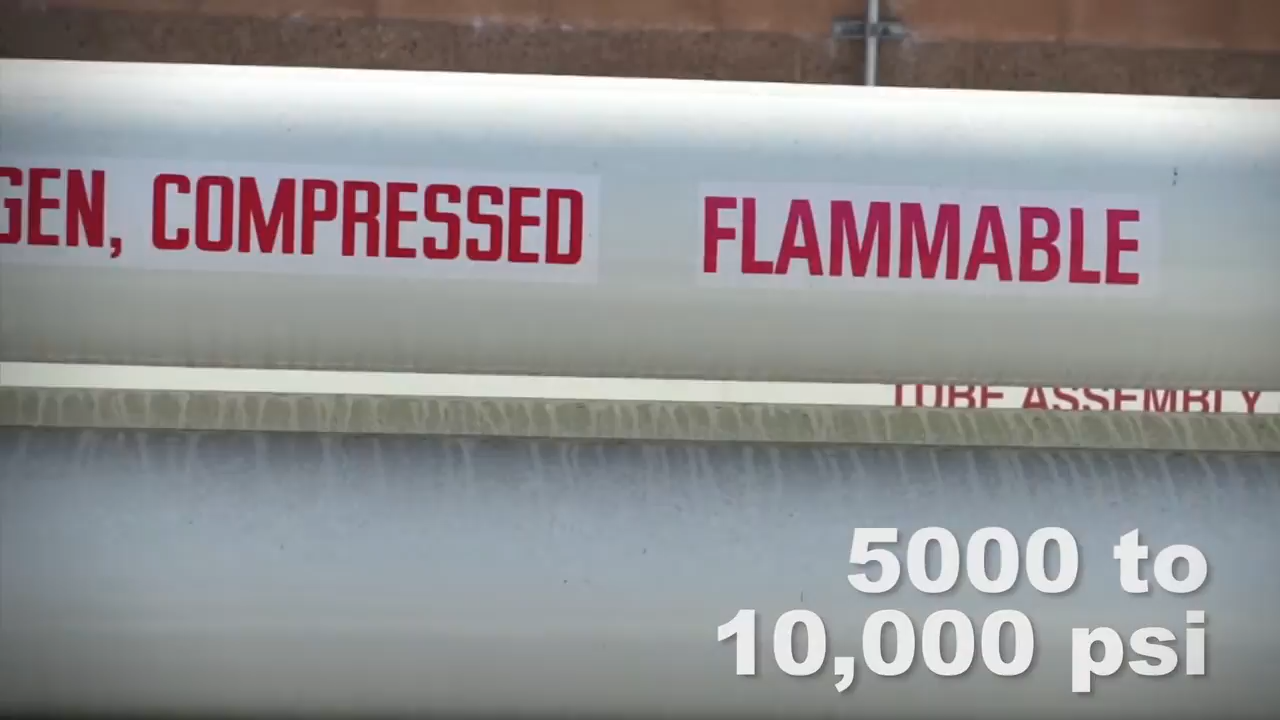 GEN, COMPRESSED FLAMMABLE
TUBE ASSEMBLY
5000 to
10,000 psi